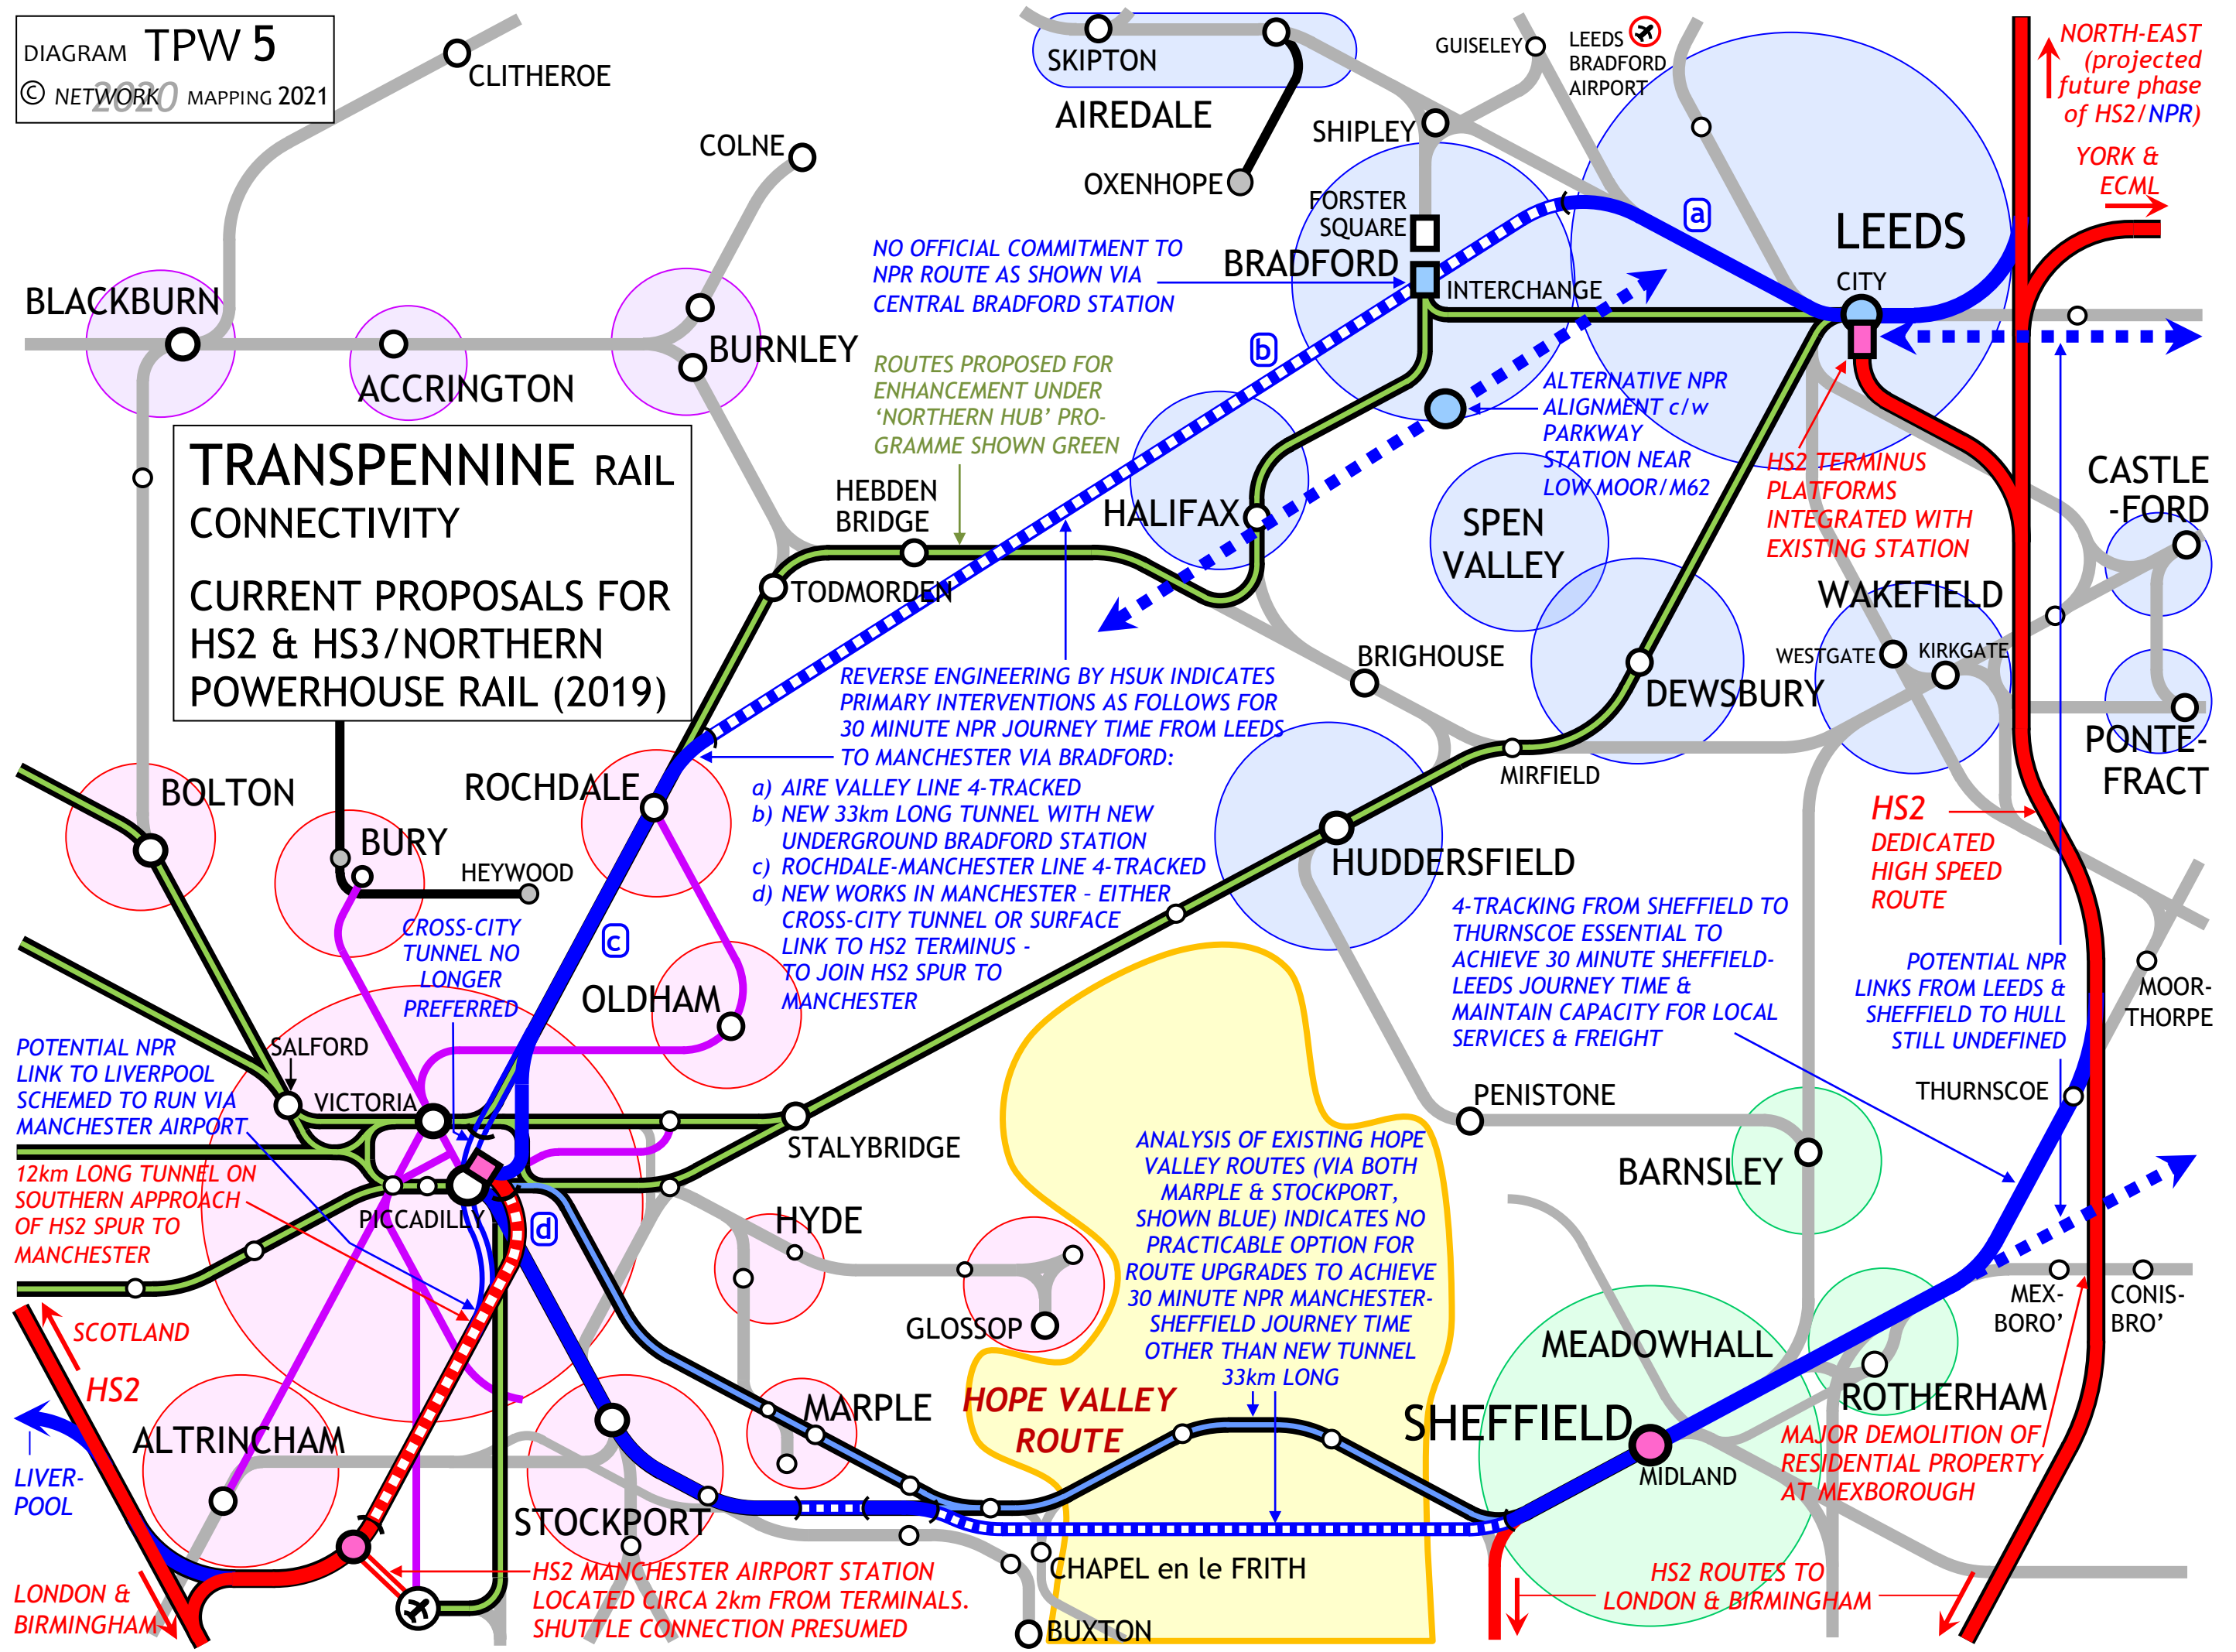 DIAGRAM TPW 5
© NETWORK 2020 MAPPING 2021
CLITHEROE
COLNE
SKIPTON
AIREDALE
OXENHOPE
SHIPLEY
GUISELEY
LEEDS
BRADFORD
AIRPORT
NORTH-EAST
(projected
future phase
of HS2/NPR)
YORK &
ECML
FORSTER
SQUARE
BRADFORD
INTERCHANGE
a
LEEDS
CITY
NO OFFICIAL COMMITMENT TO
NPR ROUTE AS SHOWN VIA
CENTRAL BRADFORD STATION
b
BLACKBURN
ACCRINGTON
BURNLEY
ROUTES PROPOSED FOR
ENHANCEMENT UNDER
‘NORTHERN HUB’ PRO-
GRAMME SHOWN GREEN
ALTERNATIVE NPR
ALIGNMENT c/w
PARKWAY
STATION NEAR
LOW MOOR/M62
HS2 TERMINUS
PLATFORMS
INTEGRATED WITH
EXISTING STATION
CASTLE
-FORD
TRANSPENNINE RAIL
CONNECTIVITY
CURRENT PROPOSALS FOR
HS2 & HS3/NORTHERN
POWERHOUSE RAIL (2019)
HEBDEN
BRIDGE
TODMORDEN
HALIFAX
SPEN
VALLEY
WAKEFIELD
WESTGATE
KIRKGATE
BRIGHOUSE
DEWSBURY
MIRFIELD
PONTE-
FRACT
REVERSE ENGINEERING BY HSUK INDICATES
PRIMARY INTERVENTIONS AS FOLLOWS FOR
30 MINUTE NPR JOURNEY TIME FROM LEEDS
TO MANCHESTER VIA BRADFORD:
a) AIRE VALLEY LINE 4-TRACKED
b) NEW 33km LONG TUNNEL WITH NEW
UNDERGROUND BRADFORD STATION
c) ROCHDALE-MANCHESTER LINE 4-TRACKED
d) NEW WORKS IN MANCHESTER – EITHER
CROSS-CITY TUNNEL OR SURFACE
LINK TO HS2 TERMINUS -
TO JOIN HS2 SPUR TO
MANCHESTER
BOLTON
BURY
HEYWOOD
ROCHDALE
HUDDERSFIELD
HS2
DEDICATED
HIGH SPEED
ROUTE
CROSS-CITY
TUNNEL NO
LONGER
PREFERRED
c
OLDHAM
4-TRACKING FROM SHEFFIELD TO
THURNSCOE ESSENTIAL TO
ACHIEVE 30 MINUTE SHEFFIELD-
LEEDS JOURNEY TIME &
MAINTAIN CAPACITY FOR LOCAL
SERVICES & FREIGHT
POTENTIAL NPR
LINKS FROM LEEDS &
SHEFFIELD TO HULL
STILL UNDEFINED
MOOR-
THORPE
THURNSCOE
POTENTIAL NPR
LINK TO LIVERPOOL
SCHEMED TO RUN VIA
MANCHESTER AIRPORT
SALFORD
VICTORIA
STALYBRIDGE
PENISTONE
BARNSLEY
12km LONG TUNNEL ON
SOUTHERN APPROACH
OF HS2 SPUR TO
MANCHESTER
PICCADILLY
d
HYDE
GLOSSOP
ANALYSIS OF EXISTING HOPE
VALLEY ROUTES (VIA BOTH
MARPLE & STOCKPORT,
SHOWN BLUE) INDICATES NO
PRACTICABLE OPTION FOR
ROUTE UPGRADES TO ACHIEVE
30 MINUTE NPR MANCHESTER-
SHEFFIELD JOURNEY TIME
OTHER THAN NEW TUNNEL
33km LONG
MEX-
BORO’
CONIS-
BRO’
SCOTLAND
HS2
MEADOWHALL
ROTHERHAM
SHEFFIELD
MIDLAND
MAJOR DEMOLITION OF
RESIDENTIAL PROPERTY
AT MEXBOROUGH
HOPE VALLEY
ROUTE
MARPLE
ALTRINCHAM
LIVER-
POOL
STOCKPORT
LONDON &
BIRMINGHAM
HS2 MANCHESTER AIRPORT STATION
LOCATED CIRCA 2km FROM TERMINALS.
SHUTTLE CONNECTION PRESUMED
CHAPEL en le FRITH
BUXTON
HS2 ROUTES TO
LONDON & BIRMINGHAM